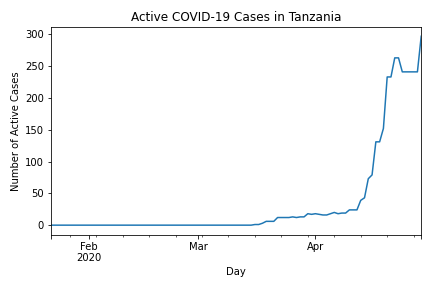 Active COVID-19 Cases in Tanzania
Number of Active Cases
300
250
200
150
100
50
0
Feb
2020
Mar
Apr
Day